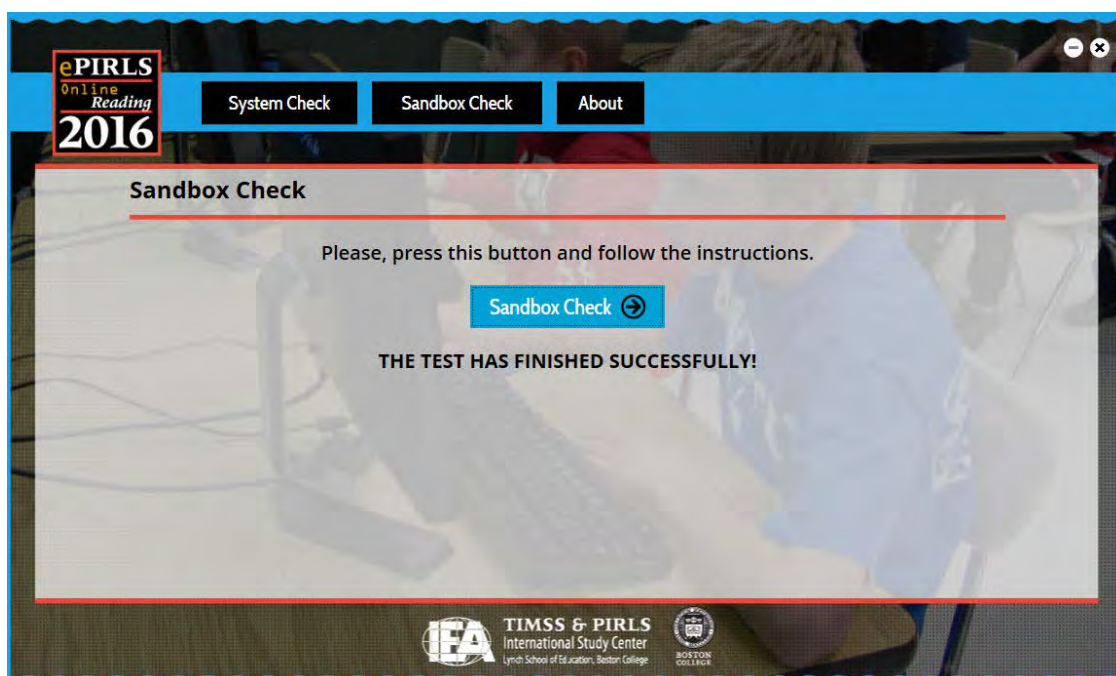 ePIRLS
Online
Reading
2016
System Check
Sandbox Check
About
Sandbox Check
Please, press this button and follow the instructions.
Sandbox Check
THE TEST HAS FINISHED SUCCESSFULLY!
IEA
TIMSS & PIRLS
International Study Center
Lynch School of Education, Boston College
BOSTON
COLLEGE